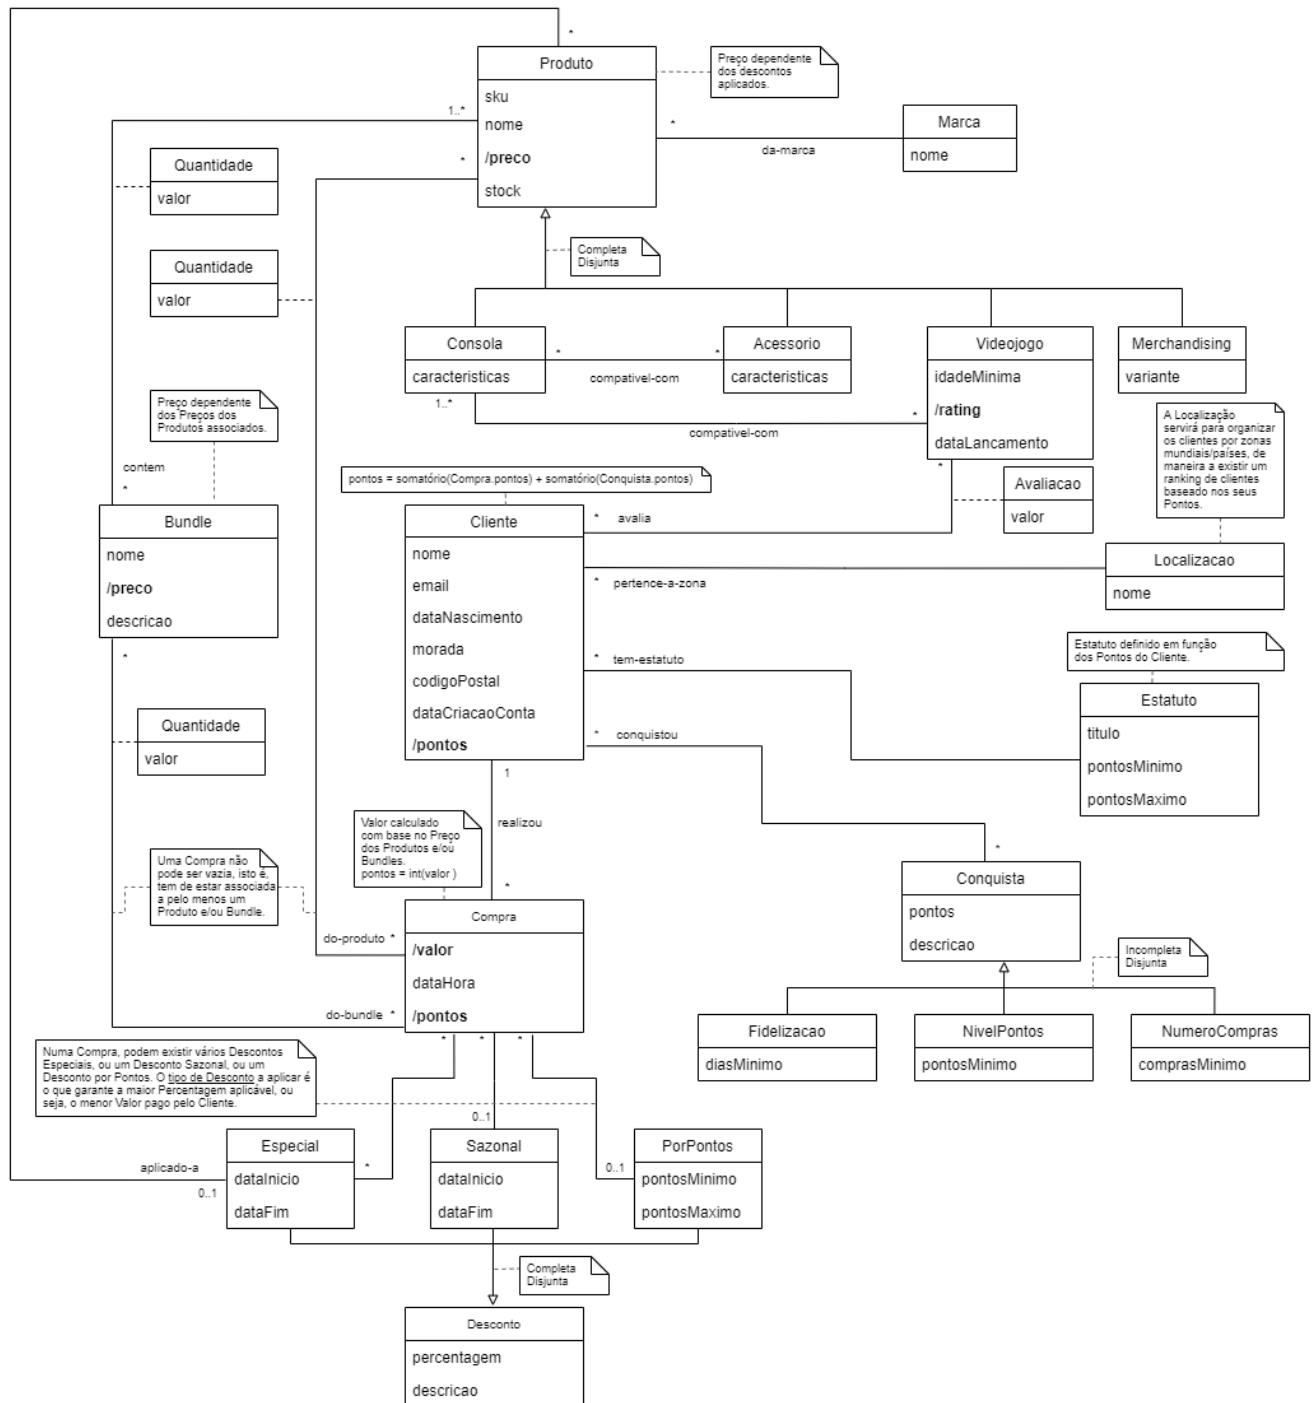 *
Produto
sku
nome
/preco
stock
Preço dependente
dos descontos
aplicados.
1..*
*
*
da-marca
Marca
nome
Quantidade
valor
Quantidade
valor
Completa
Disjunta
Consola
caracteristicas
*
*
compativel-com
Acessorio
caracteristicas
Videojogo
idadeMinima
/rating
dataLancamento
Merchandising
variante
1..*
*
compativel-com
Preço dependente
dos Preços dos
Produtos associados.
A Localização
servirá para organizar
os clientes por zonas
mundiais/países, de
maneira a existir um
ranking de clientes
baseado nos seus
Pontos.
contem
*
pontos = somatório(Compra.pontos) + somatório(Conquista.pontos)
*
Avaliacao
valor
Bundle
nome
/preco
descricao
*
Cliente
nome
email
dataNascimento
morada
codigoPostal
dataCriacaoConta
/pontos
* avalia
* pertence-a-zona
Localizacao
nome
* tem-estatuto
Estatuto definido em função
dos Pontos do Cliente.
Estatuto
titulo
pontosMinimo
pontosMaximo
* conquistou
Quantidade
valor
1
realizou
*
Valor calculado
com base no Preço
dos Produtos e/ou
Bundles.
pontos = int(valor )
Uma Compra não
pode ser vazia, isto é,
tem de estar associada
a pelo menos um
Produto e/ou Bundle.
*
Conquista
pontos
descricao
Compra
/valor
dataHora
/pontos
do-produto *
do-bundle *
Incompleta
Disjunta
Fidelizacao
diasMinimo
NivelPontos
pontosMinimo
NumeroCompras
comprasMinimo
* * *
Numa Compra, podem existir vários Descontos
Especiais, ou um Desconto Sazonal, ou um
Desconto por Pontos. O tipo de Desconto a aplicar é
o que garante a maior Percentagem aplicável, ou
seja, o menor Valor pago pelo Cliente.
0..1
aplicado-a
0..1
Especial
dataInicio
dataFim
*
Sazonal
dataInicio
dataFim
0..1
PorPontos
pontosMinimo
pontosMaximo
Completa
Disjunta
Desconto
percentagem
descricao